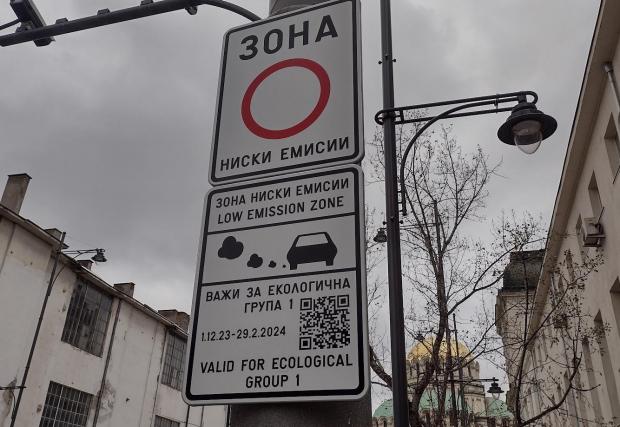 ЗОНА
НИСКИ ЕМИСИИ
ЗОНА НИСКИ ЕМИСИИ
LOW EMISSION ZONE
ВАЖИ ЗА ЕКОЛОГИЧНА
ГРУПА 1
1.12.23-29.2.2024
VALID FOR ECOLOGICAL
GROUP 1